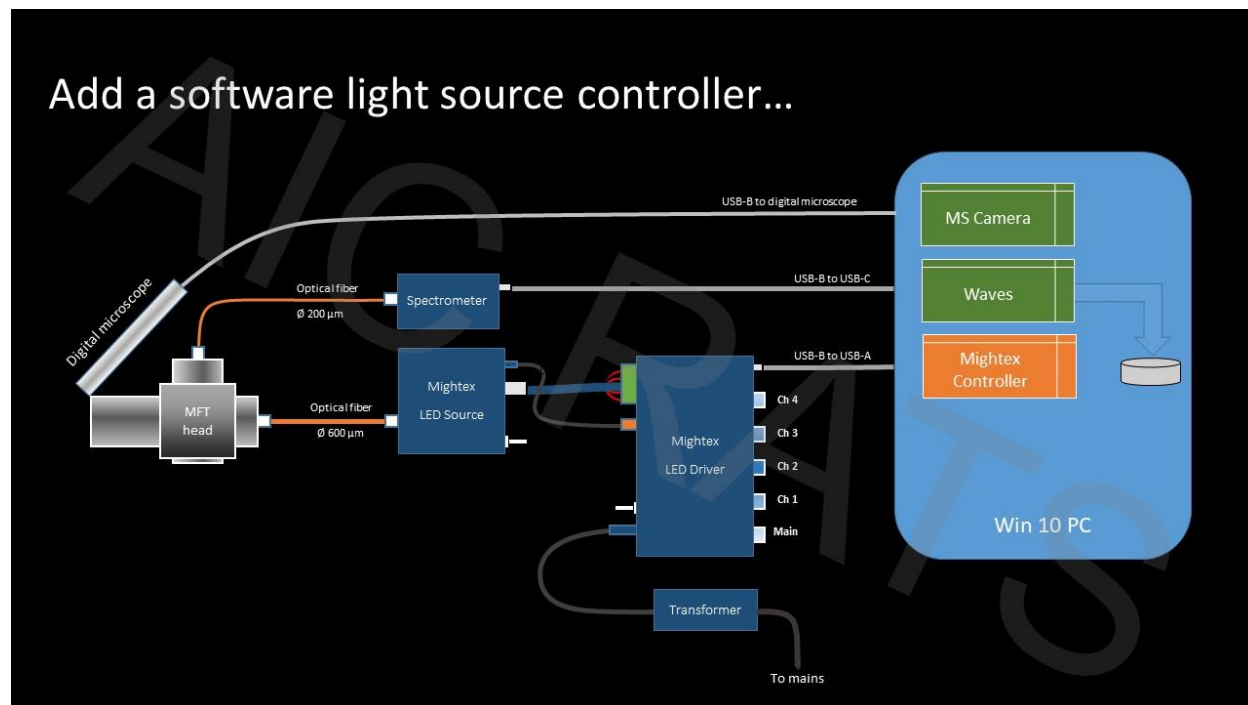 Add a software light source controller...
USB-B to digital microscope
MS Camera
Digital microscope
Optical fiber
Ø 200 µm
Spectrometer
USB-B to USB-C
Waves
MFT
head
Optical fiber
Ø 600 µm
Mightex
LED Source
USB-B to USB-A
Mightex
Controller
Mightex
LED Driver
Ch 4
Ch 3
Ch 2
Ch 1
Main
Win 10 PC
Transformer
To mains
AIC RATS